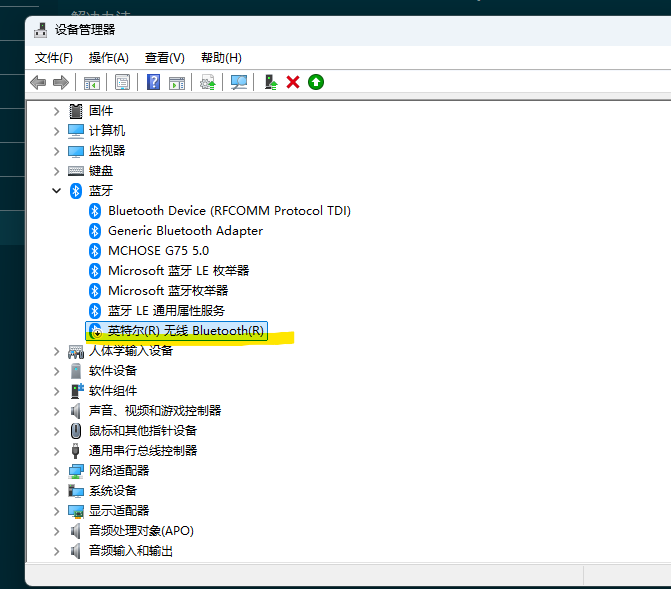 解决办法
设备管理器
文件(F) 操作(A) 查看(V) 帮助(H)
固件
计算机
监视器
键盘
蓝牙
Bluetooth Device (RFCOMM Protocol TDI)
Generic Bluetooth Adapter
MCHOSE G75 5.0
Microsoft 蓝牙 LE 枚举器
Microsoft 蓝牙枚举器
蓝牙 LE 通用属性服务
英特尔(R) 无线 Bluetooth(R)
人体学输入设备
软件设备
软件组件
声音、视频和游戏控制器
鼠标和其他指针设备
通用串行总线控制器
网络适配器
系统设备
显示适配器
音频处理对象(APO)
音频输入和输出